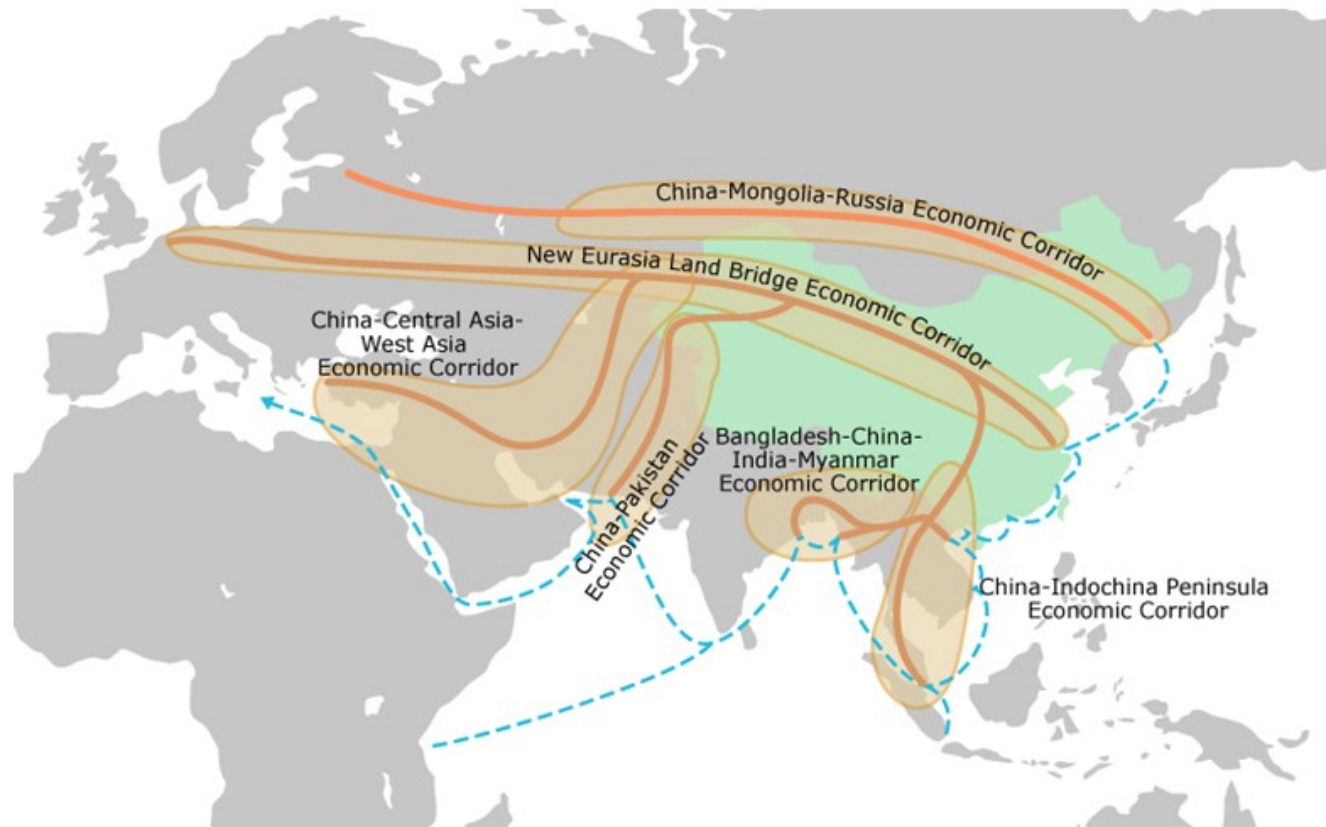 China-Mongolia-Russia Economic Corridor
New Eurasia Land Bridge Economic Corridor
China-Central Asia-
West Asia
Economic Corridor
China-Pakistan
Economic Corridor
Bangladesh-China-
India-Myanmar
Economic Corridor
China-Indochina Peninsula
Economic Corridor